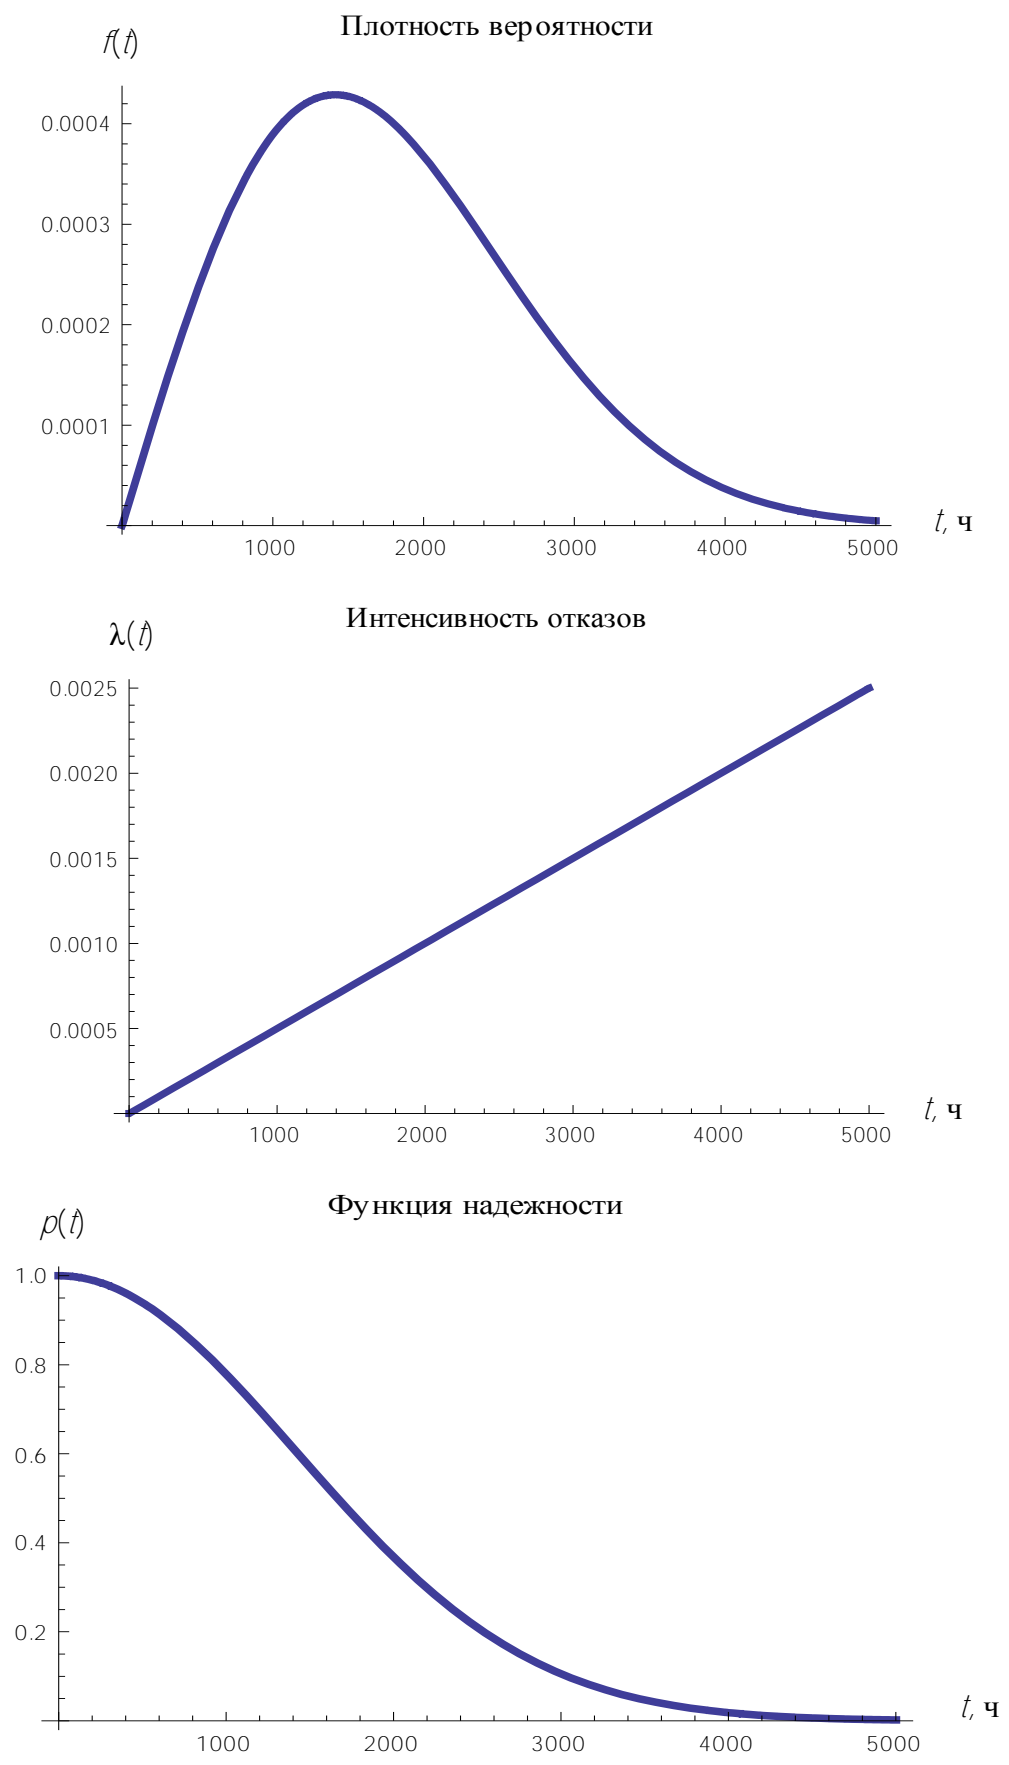 Плотность вероятности
f(t)
0.0004
0.0003
0.0002
0.0001
1000 2000 3000 4000 5000
t, ч
Интенсивность отказов
λ(t)
0.0025
0.0020
0.0015
0.0010
0.0005
1000 2000 3000 4000 5000
t, ч
Функция надежности
p(t)
1.0
0.8
0.6
0.4
0.2
1000 2000 3000 4000 5000
t, ч